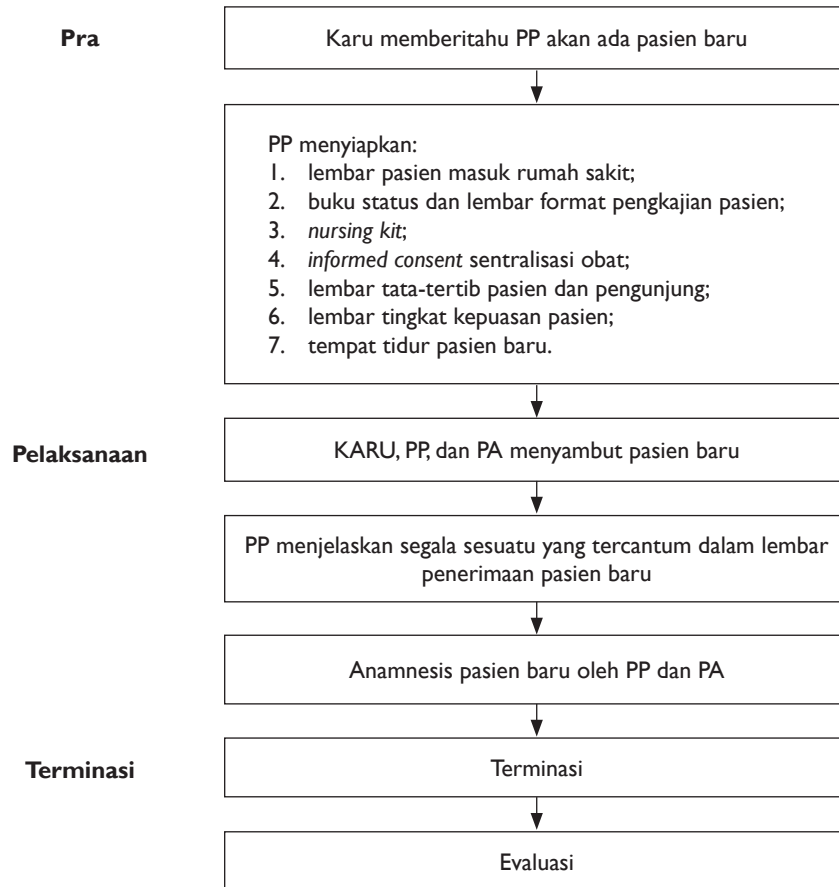 Pra
Karu memberitahu PP akan ada pasien baru
PP menyiapkan:
1. lembar pasien masuk rumah sakit;
2. buku status dan lembar format pengkajian pasien;
3. nursing kit;
4. informed consent sentralisasi obat;
5. lembar tata-tertib pasien dan pengunjung;
6. lembar tingkat kepuasan pasien;
7. tempat tidur pasien baru.
Pelaksanaan
KARU, PP, dan PA menyambut pasien baru
PP menjelaskan segala sesuatu yang tercantum dalam lembar
penerimaan pasien baru
Anamnesis pasien baru oleh PP dan PA
Terminasi
Terminasi
Evaluasi